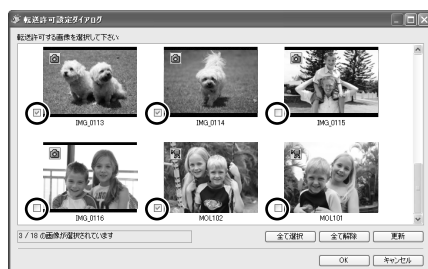 転送許可設定ダイアログ
転送許可する画像を選択して下さい
IMG_0113
IMG_0114
IMG_0115
IMG_0116
MOL102
MOL101
3 / 18 の画像が選択されています
全て選択
全て解除
更新
OK
キャンセル